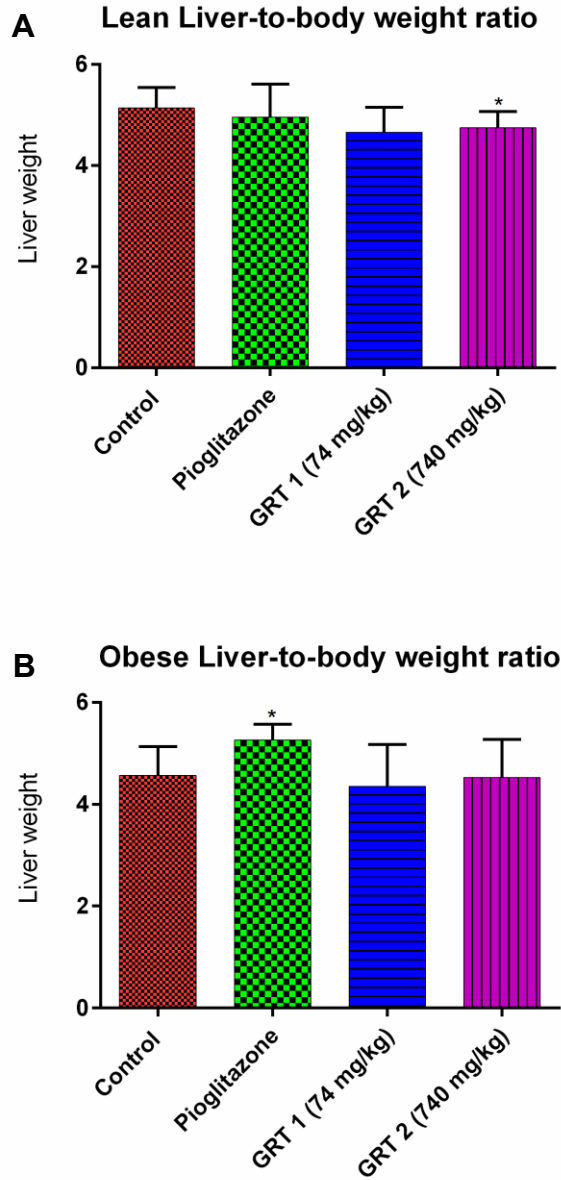 A
Lean Liver-to-body weight ratio
Liver weight
6
4
2
0
*
Control
Pioglitazone
GRT 1 (74 mg/kg)
GRT 2 (740 mg/kg)
B
Obese Liver-to-body weight ratio
Liver weight
6
4
2
0
*
Control
Pioglitazone
GRT 1 (74 mg/kg)
GRT 2 (740 mg/kg)